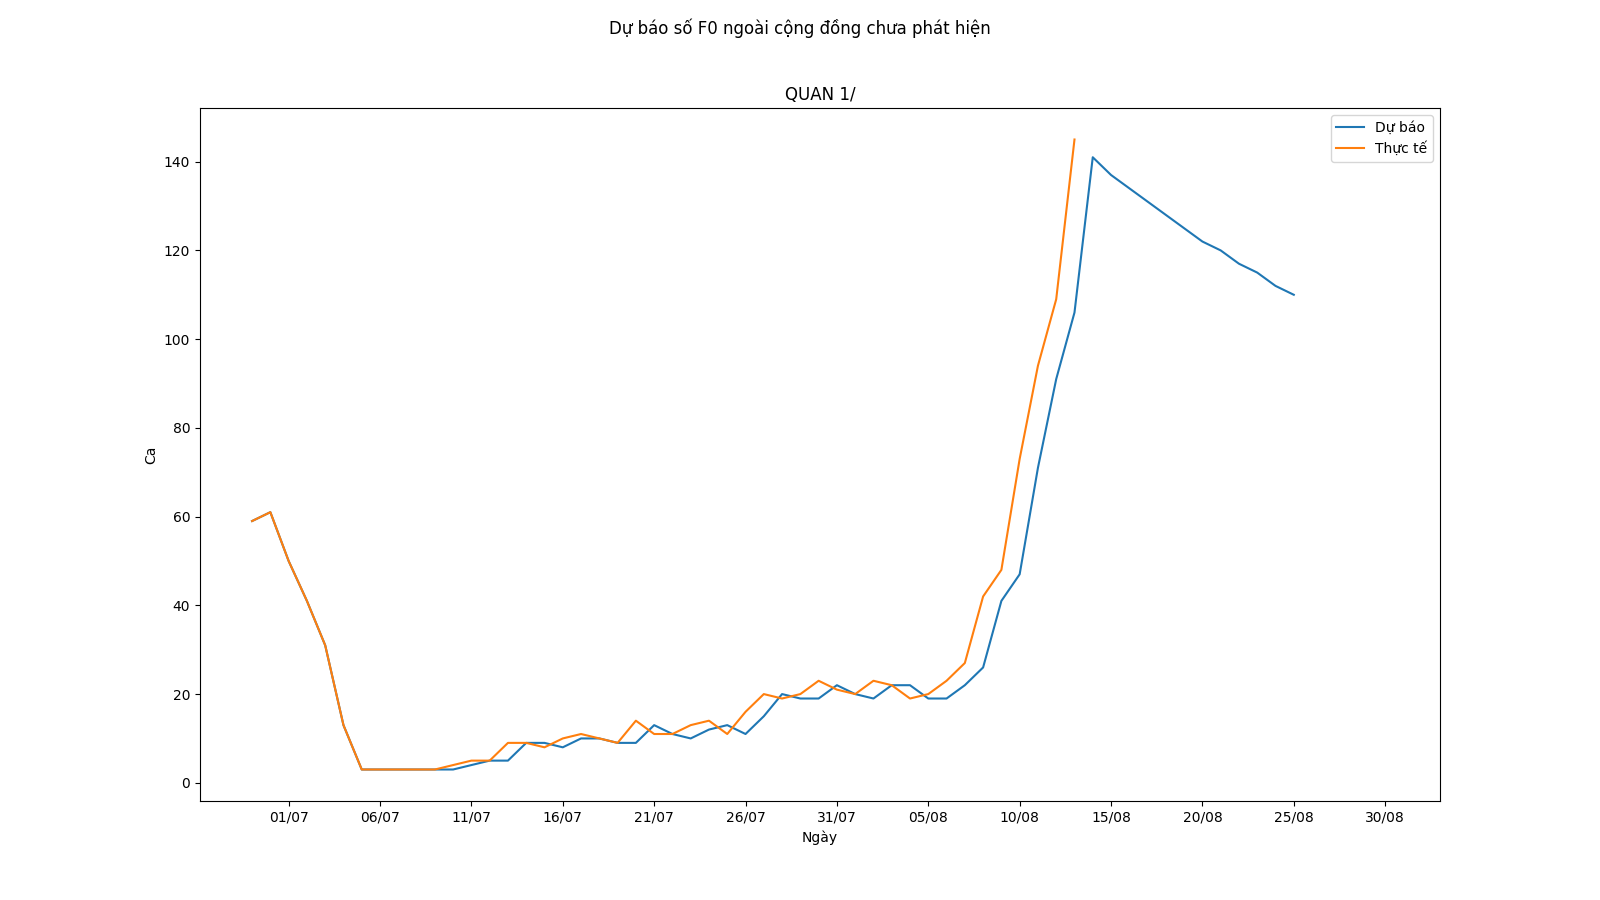 Dự báo số F0 ngoài cộng đồng chưa phát hiện
QUAN 1/
Dự báo
Thực tế
140
120
100
80
60
40
20
0
Ca
01/07 06/07 11/07 16/07 21/07 26/07 31/07 05/08 10/08 15/08 20/08 25/08 30/08
Ngày